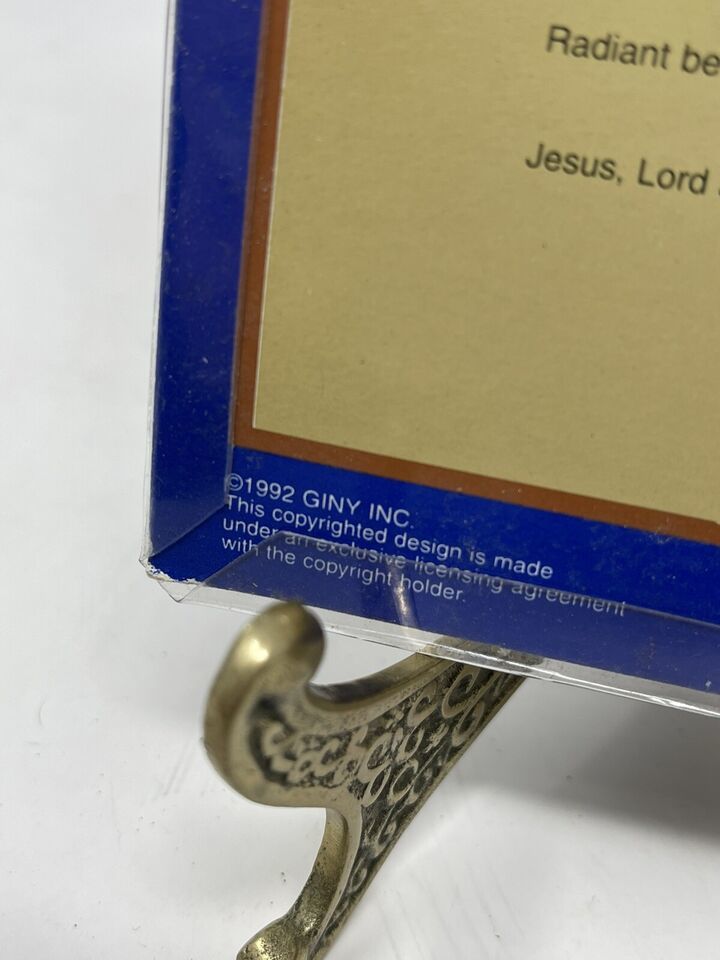 Radiant be
Jesus, Lord
©1992 GINY INC.
This copyrighted design is made
under an exclusive licensing agreement
with the copyright holder.